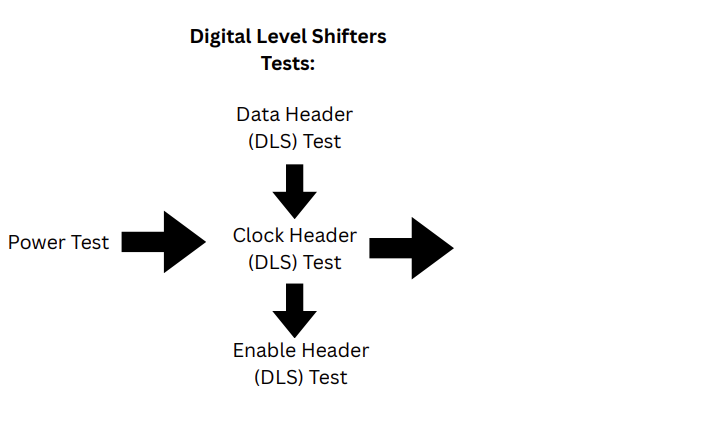 Digital Level Shifters
Tests:
Data Header
(DLS) Test
Power Test
Clock Header
(DLS) Test
Enable Header
(DLS) Test